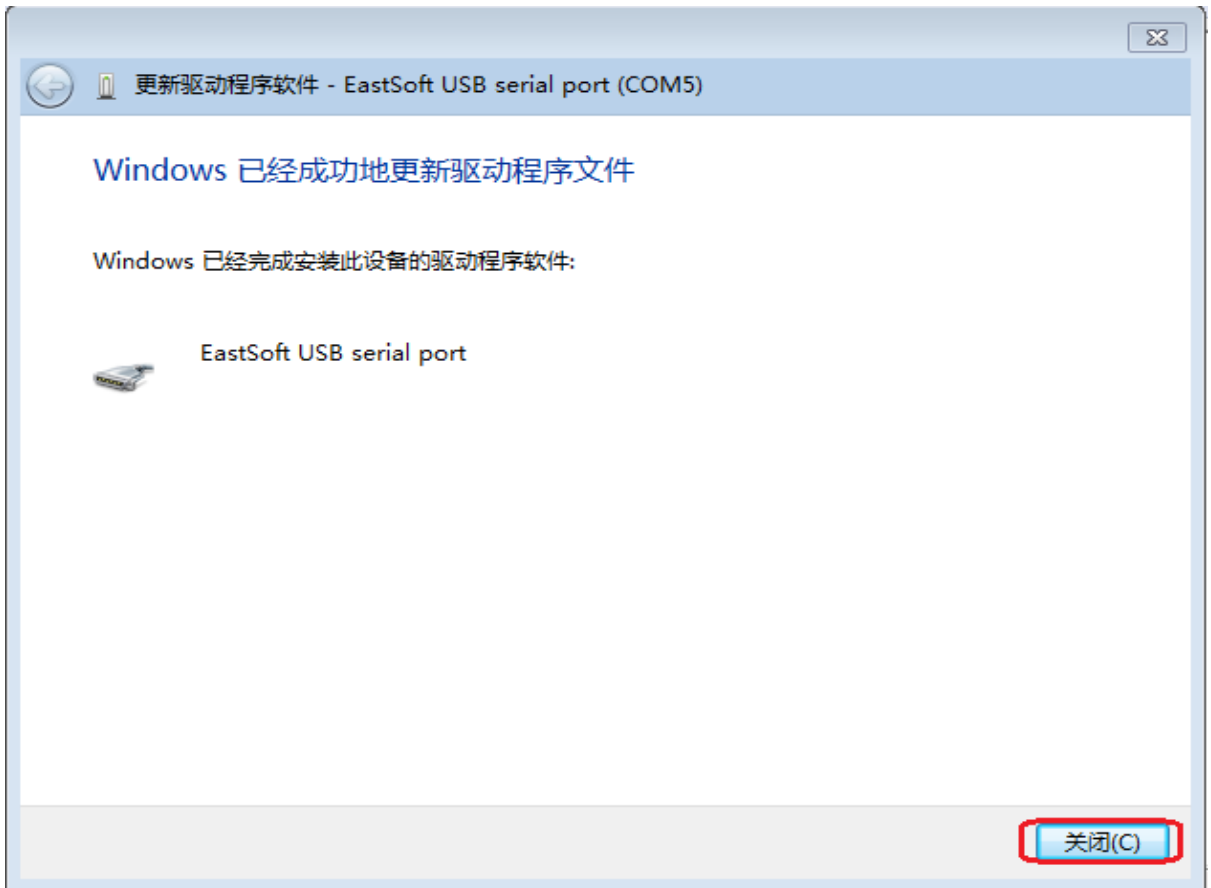 更新驱动程序软件 - EastSoft USB serial port (COM5)
Windows 已经成功地更新驱动程序文件
Windows 已经完成安装此设备的驱动程序软件:
EastSoft USB serial port
关闭(C)